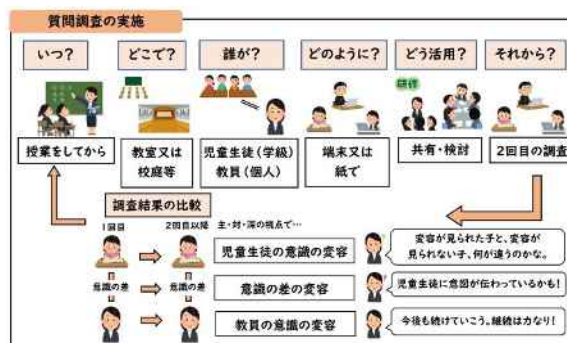 質問調査の実施
いつ？ どこで？ 誰が？ どのように？ どう活用？ それから？
研修
授業をしてから
教室又は
校庭等
児童生徒（学級）
教員（個人）
端末又は
紙で
共有・検討
2回目の調査
調査結果の比較
1回目 2回目以降 主・対・深の視点で…
児童生徒の意識の変容
意識の差 意識の差
意識の差の変容
教員の意識の変容
変容が見られた子と、変容が
見られない子、何が違うのかな。
児童生徒に意図が伝わっているかも！
今後も続けていこう。継続は力なり！